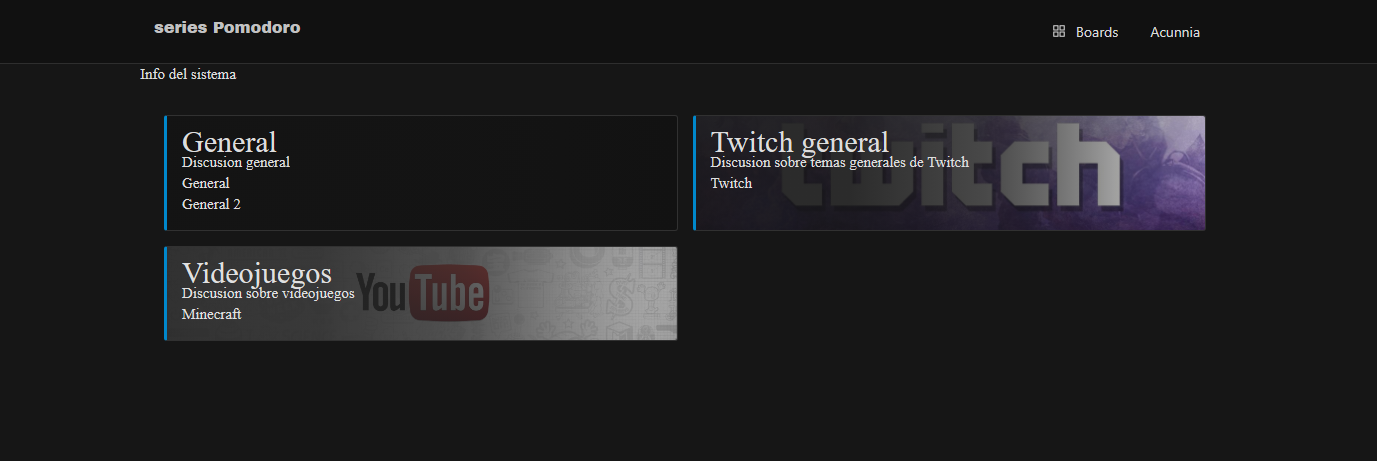 series Pomodoro
Boards
Acunnia
Info del sistema
General
Discusion general
General
General 2
Twitch general
Discusion sobre temas generales de Twitch
Twitch
twitch
Videojuegos
Discusion sobre videojuegos
Minecraft
YouTube